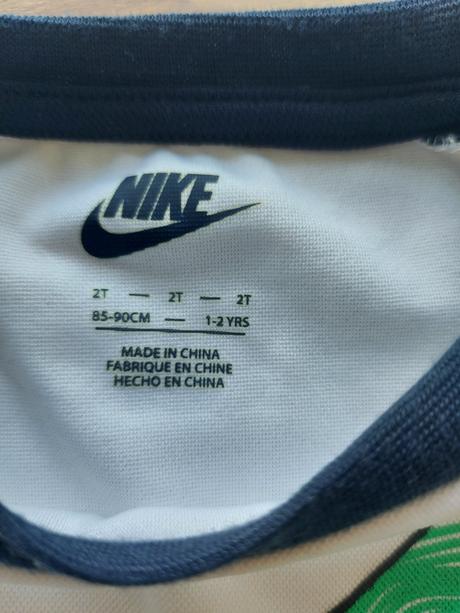 NIKE
2T — 2T — 2T
85-90CM — 1-2 YRS
MADE IN CHINA
FABRIQUE EN CHINE
HECHO EN CHINA